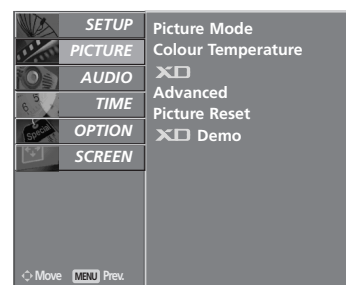 SETUP
PICTURE
AUDIO
TIME
OPTION
Special
SCREEN
Move MENU Prev.
Picture Mode
Colour Temperature
XD
Advanced
Picture Reset
XD Demo